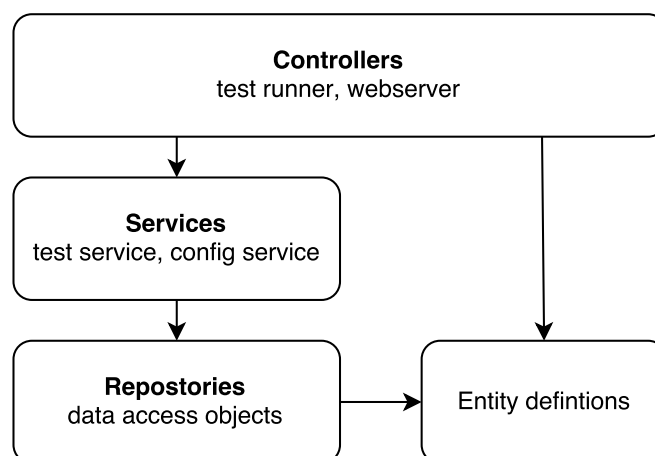 Controllers
test runner, webserver
Services
test service, config service
Repostories
data access objects
Entity defintions